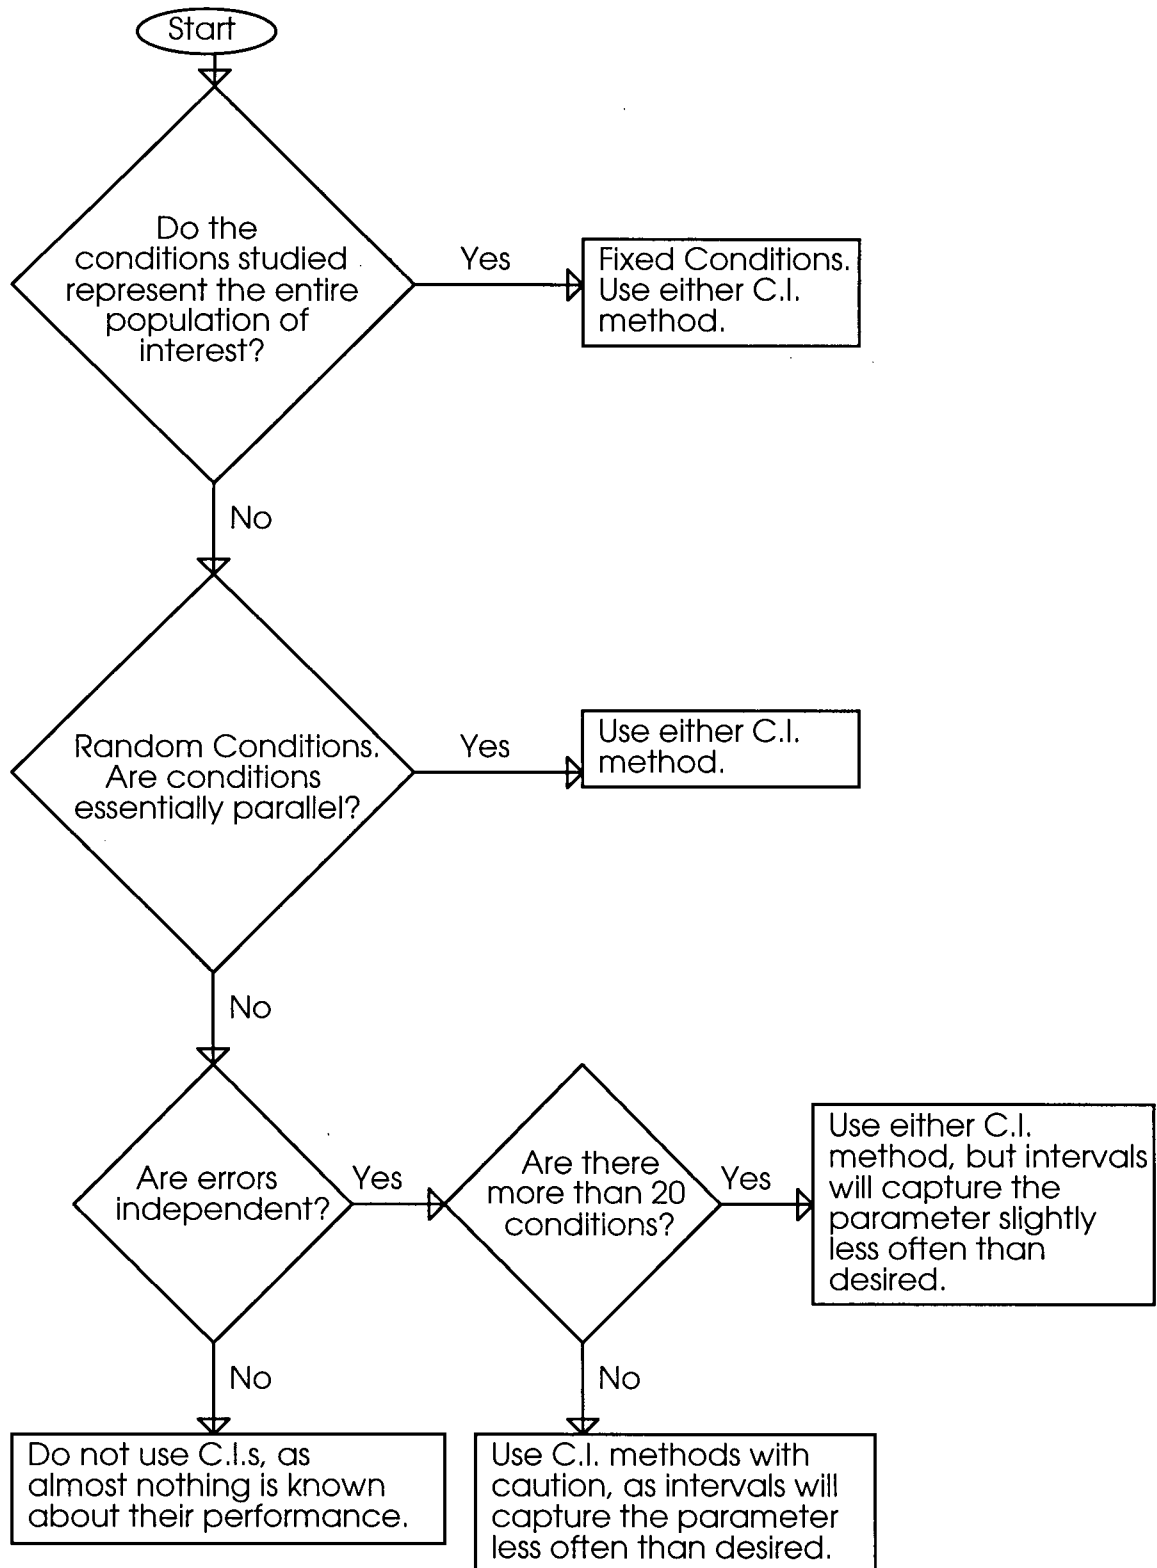 Start
Do the
conditions studied
represent the entire
population of
interest?
Yes
Fixed Conditions.
Use either C.I.
method.
No
Random Conditions.
Are conditions
essentially parallel?
Yes
Use either C.I.
method.
No
Are errors
independent?
Yes
Are there
more than 20
conditions?
Yes
Use either C.I.
method, but intervals
will capture the
parameter slightly
less often than
desired.
No
No
Do not use C.I.s, as
almost nothing is known
about their performance.
Use C.I. methods with
caution, as intervals will
capture the parameter
less often than desired.